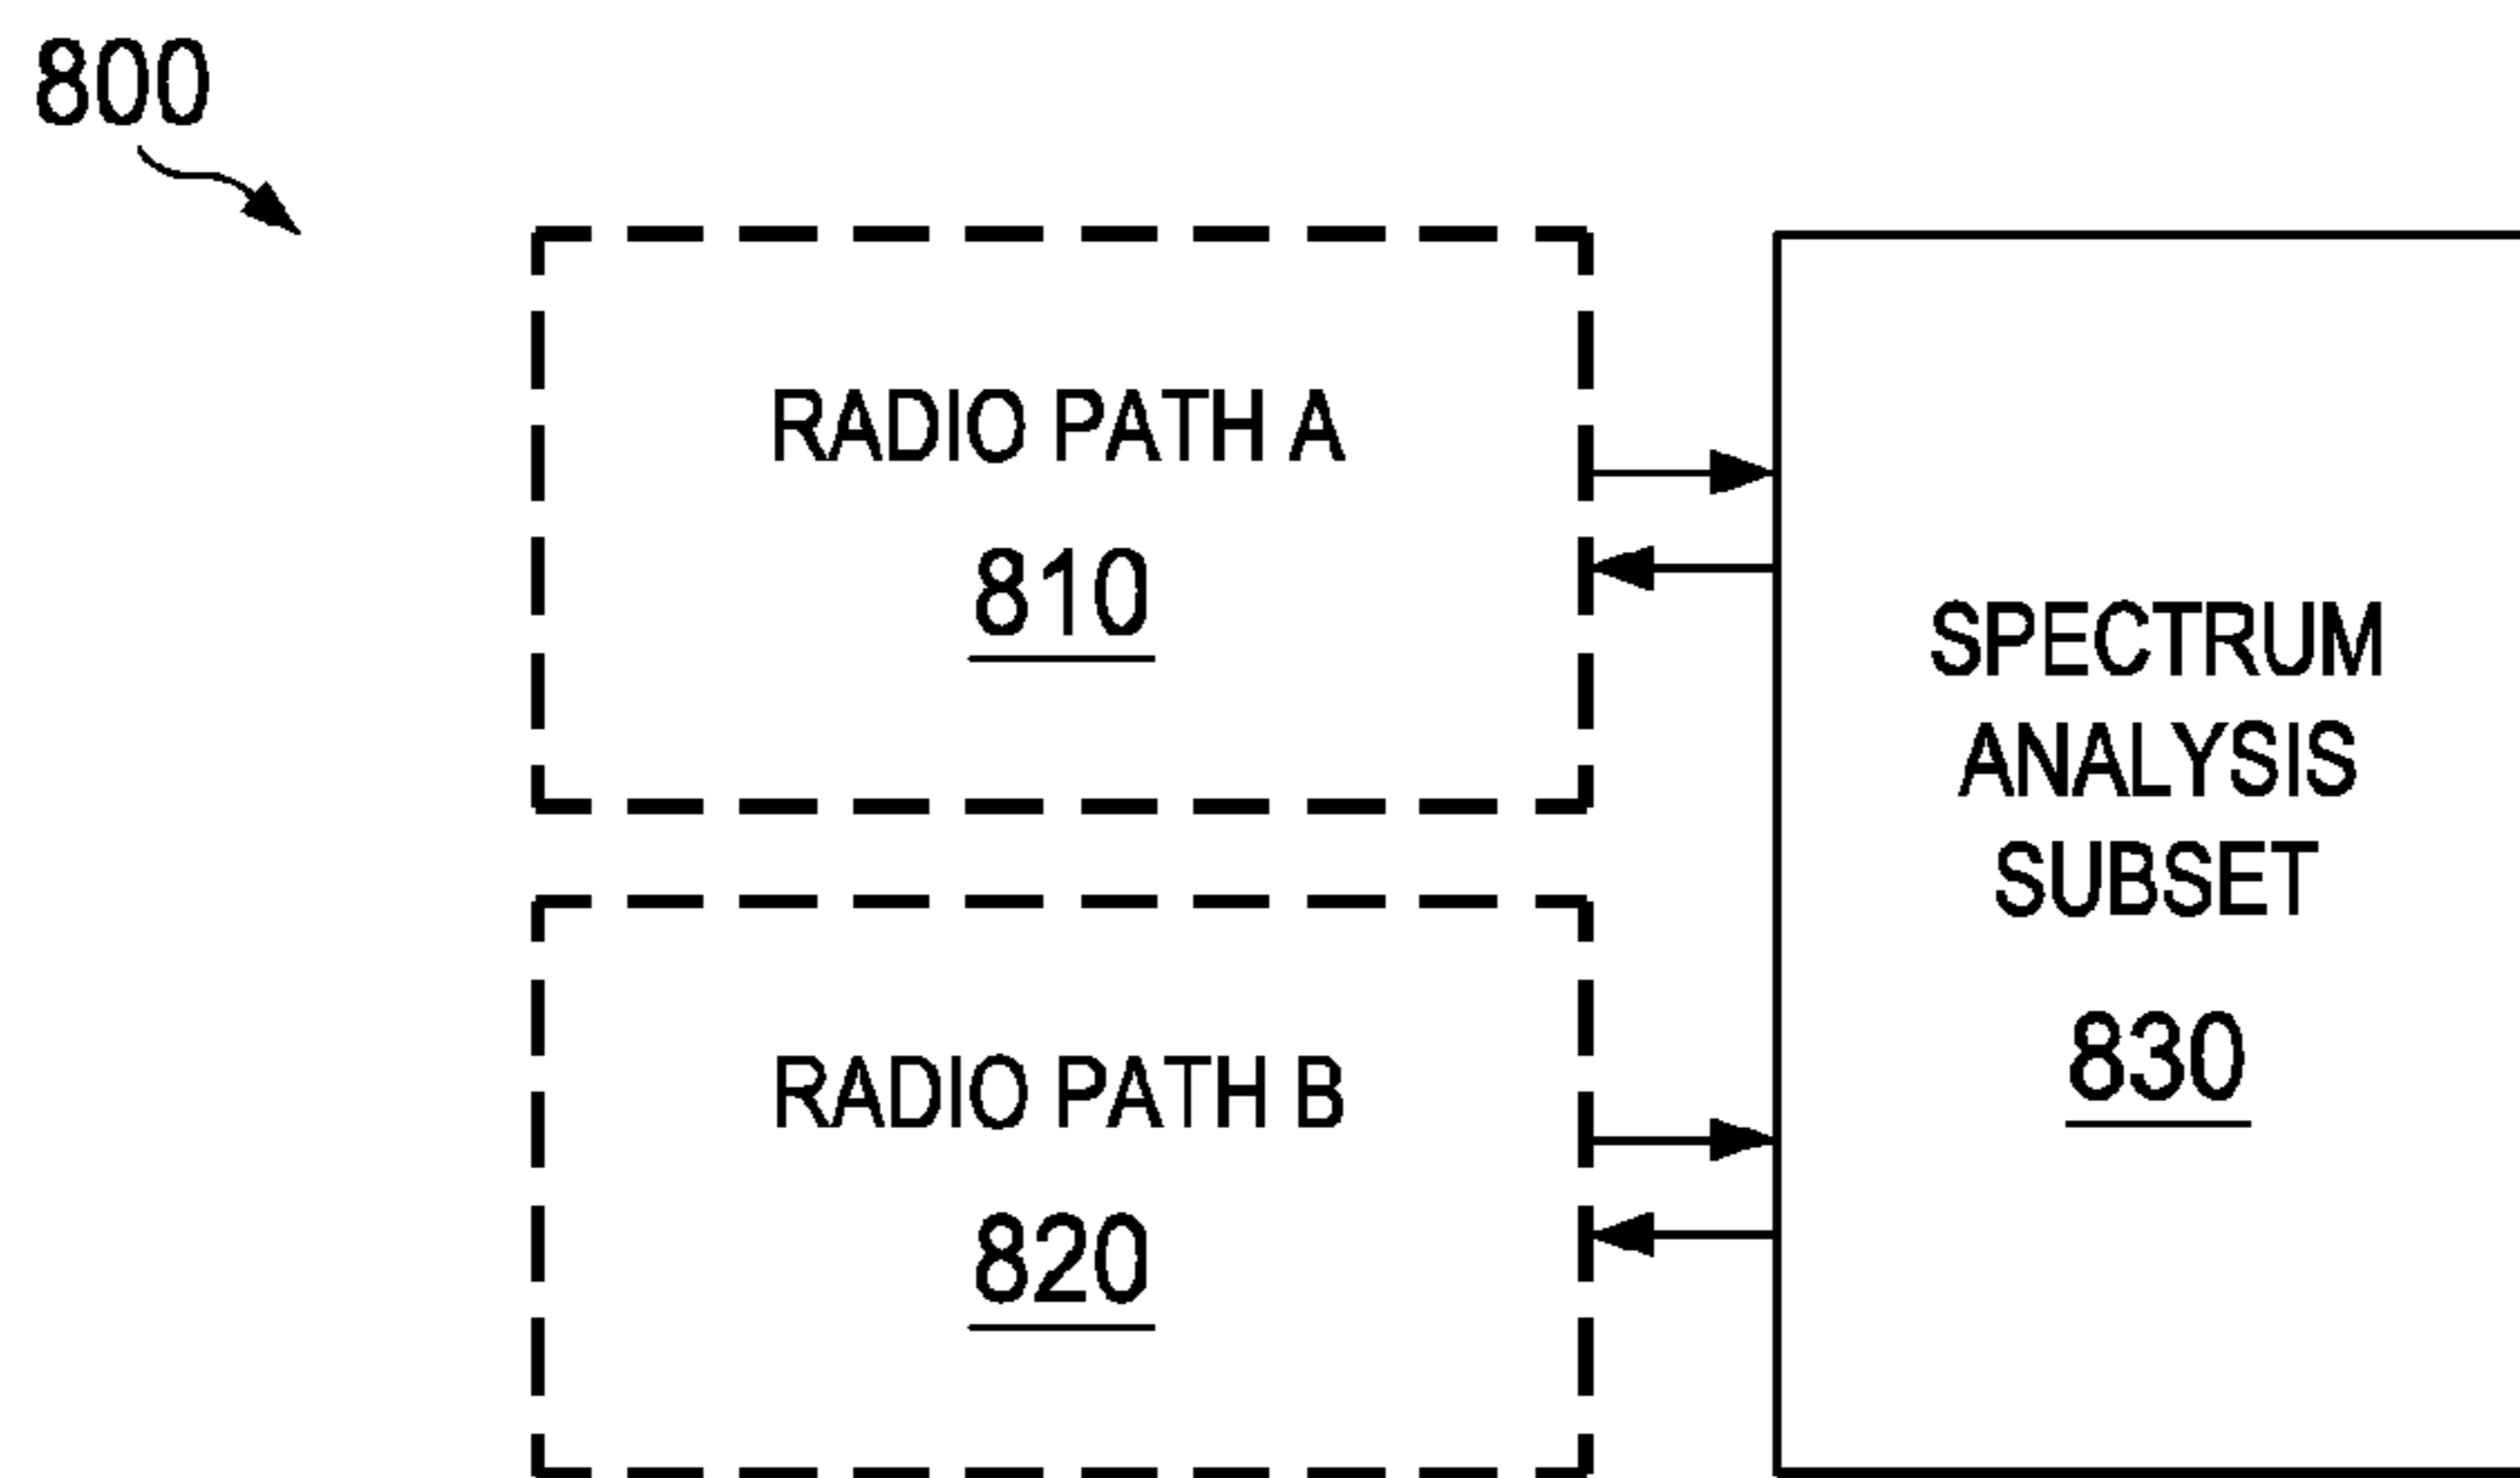 800
RADIO PATH A
810
SPECTRUM
ANALYSIS
SUBSET
830
RADIO PATH B
820